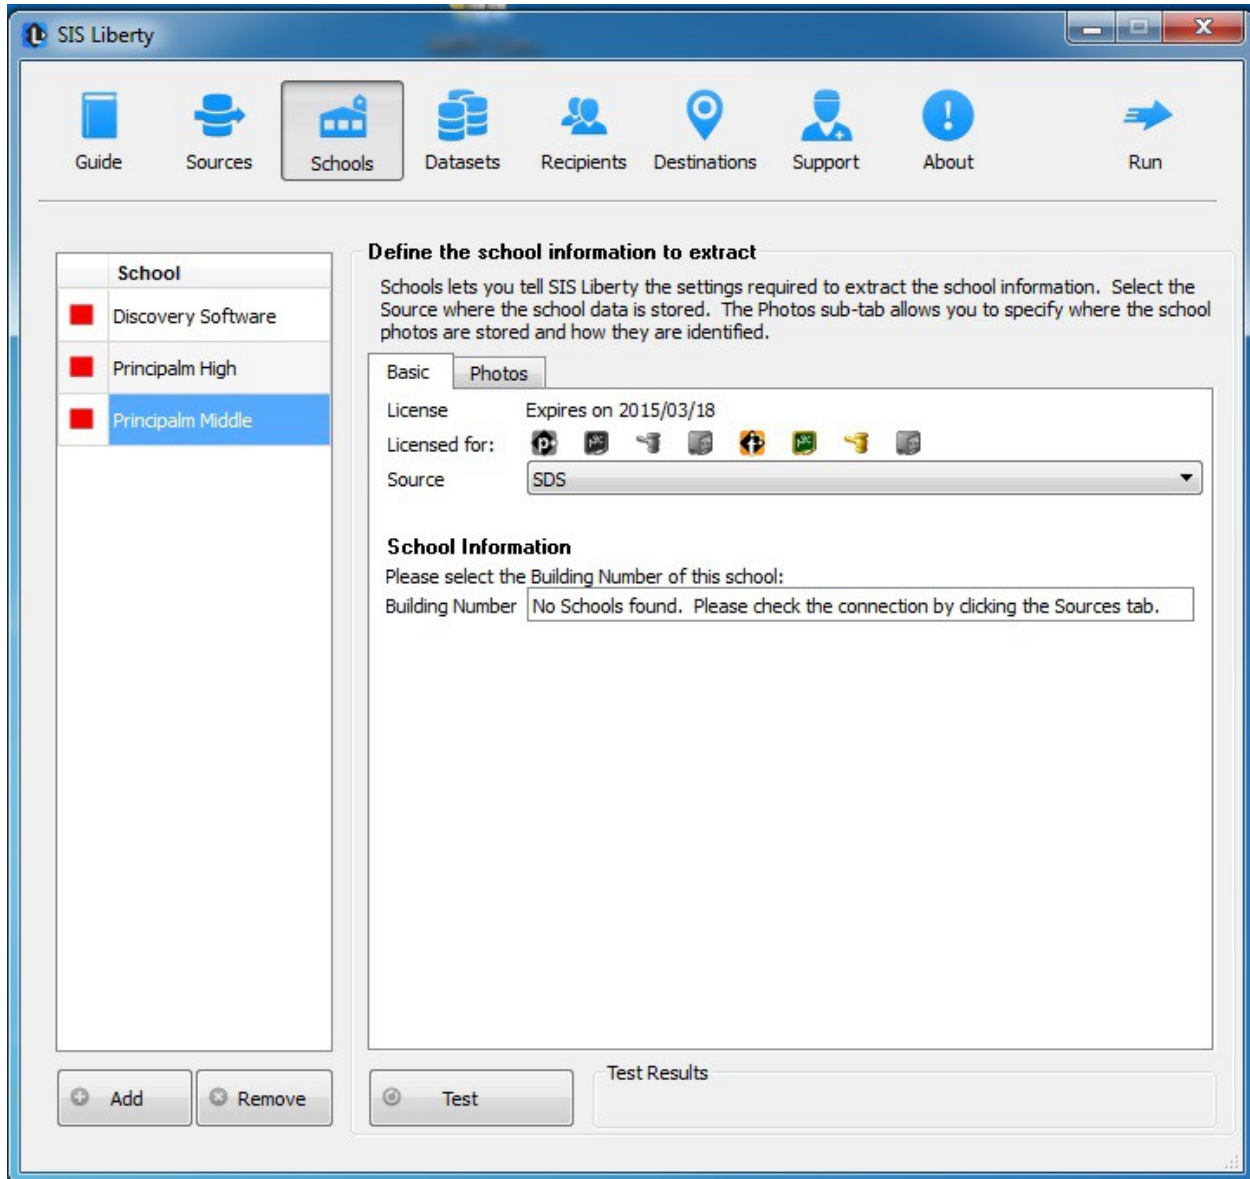 SIS Liberty
Guide
Sources
Schools
Datasets
Recipients
Destinations
Support
About
Run
School
Discovery Software
Principalm High
Principalm Middle
Add
Remove
Define the school information to extract
Schools lets you tell SIS Liberty the settings required to extract the school information. Select the
Source where the school data is stored. The Photos sub-tab allows you to specify where the school
photos are stored and how they are identified.
Basic
Photos
License Expires on 2015/03/18
Licensed for:
Source SDS
School Information
Please select the Building Number of this school:
Building Number No Schools found. Please check the connection by clicking the Sources tab.
Test
Test Results